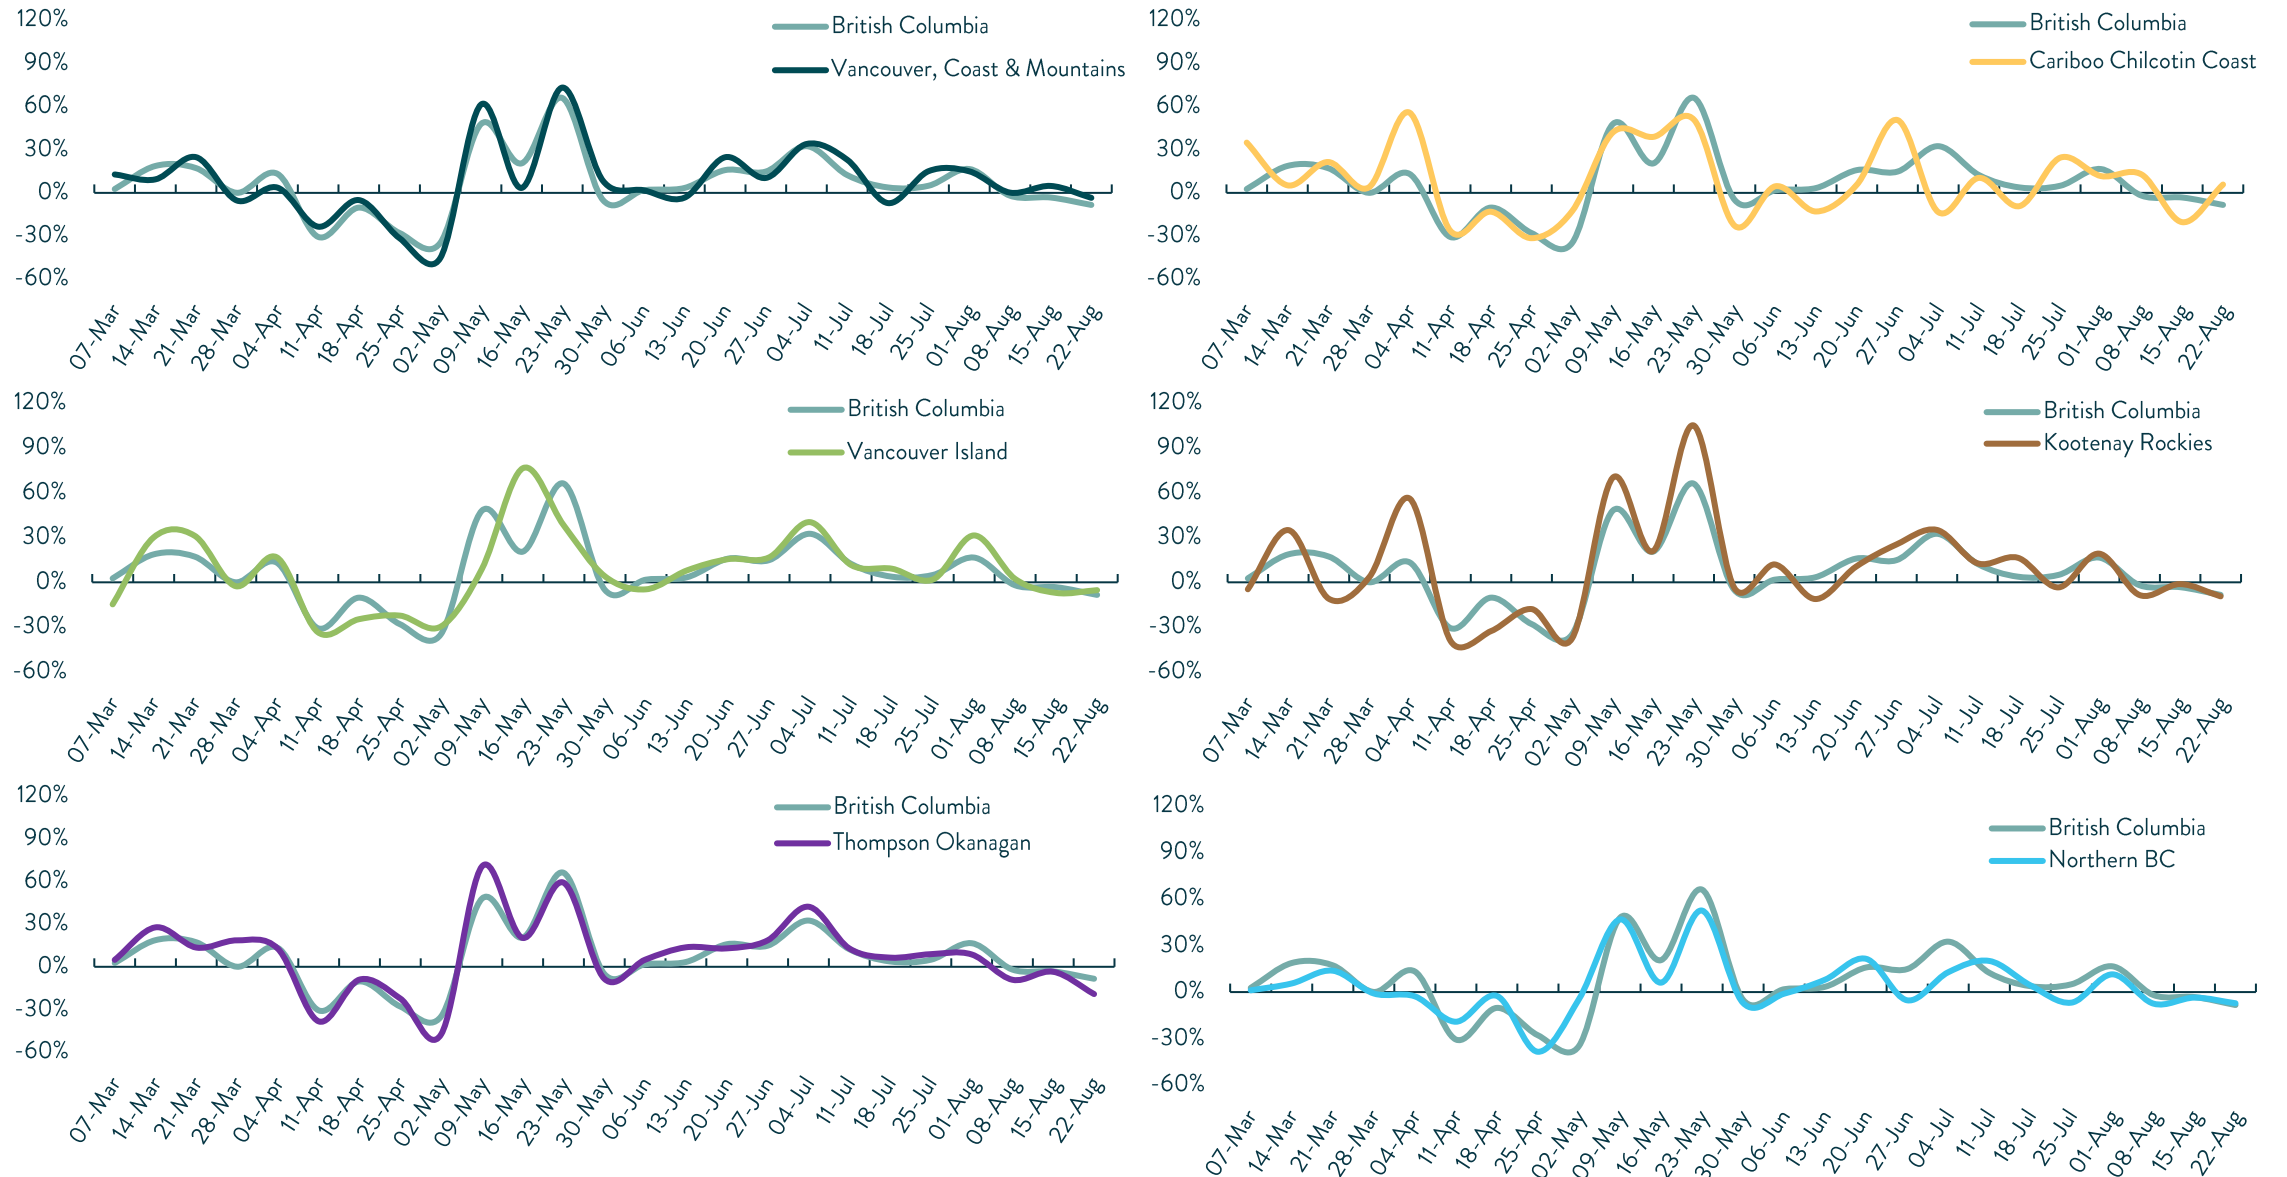 120%
90%
60%
30%
0%
-30%
-60%
British Columbia
Vancouver, Coast & Mountains
07-Mar
14-Mar
21-Mar
28-Mar
04-Apr
11-Apr
18-Apr
25-Apr
02-May
09-May
16-May
23-May
30-May
06-Jun
13-Jun
20-Jun
27-Jun
04-Jul
11-Jul
18-Jul
25-Jul
01-Aug
08-Aug
15-Aug
22-Aug
120%
90%
60%
30%
0%
-30%
-60%
British Columbia
Cariboo Chilcotin Coast
07-Mar
14-Mar
21-Mar
28-Mar
04-Apr
11-Apr
18-Apr
25-Apr
02-May
09-May
16-May
23-May
30-May
06-Jun
13-Jun
20-Jun
27-Jun
04-Jul
11-Jul
18-Jul
25-Jul
01-Aug
08-Aug
15-Aug
22-Aug
120%
90%
60%
30%
0%
-30%
-60%
British Columbia
Vancouver Island
07-Mar
14-Mar
21-Mar
28-Mar
04-Apr
11-Apr
18-Apr
25-Apr
02-May
09-May
16-May
23-May
30-May
06-Jun
13-Jun
20-Jun
27-Jun
04-Jul
11-Jul
18-Jul
25-Jul
01-Aug
08-Aug
15-Aug
22-Aug
120%
90%
60%
30%
0%
-30%
-60%
British Columbia
Kootenay Rockies
07-Mar
14-Mar
21-Mar
28-Mar
04-Apr
11-Apr
18-Apr
25-Apr
02-May
09-May
16-May
23-May
30-May
06-Jun
13-Jun
20-Jun
27-Jun
04-Jul
11-Jul
18-Jul
25-Jul
01-Aug
08-Aug
15-Aug
22-Aug
120%
90%
60%
30%
0%
-30%
-60%
British Columbia
Thompson Okanagan
07-Mar
14-Mar
21-Mar
28-Mar
04-Apr
11-Apr
18-Apr
25-Apr
02-May
09-May
16-May
23-May
30-May
06-Jun
13-Jun
20-Jun
27-Jun
04-Jul
11-Jul
18-Jul
25-Jul
01-Aug
08-Aug
15-Aug
22-Aug
120%
90%
60%
30%
0%
-30%
-60%
British Columbia
Northern BC
07-Mar
14-Mar
21-Mar
28-Mar
04-Apr
11-Apr
18-Apr
25-Apr
02-May
09-May
16-May
23-May
30-May
06-Jun
13-Jun
20-Jun
27-Jun
04-Jul
11-Jul
18-Jul
25-Jul
01-Aug
08-Aug
15-Aug
22-Aug